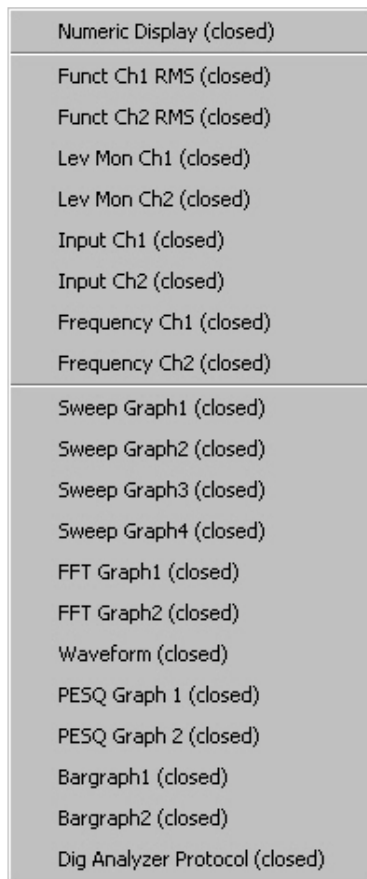 Numeric Display (closed)
Funct Ch1 RMS (closed)
Funct Ch2 RMS (closed)
Lev Mon Ch1 (closed)
Lev Mon Ch2 (closed)
Input Ch1 (closed)
Input Ch2 (closed)
Frequency Ch1 (closed)
Frequency Ch2 (closed)
Sweep Graph1 (closed)
Sweep Graph2 (closed)
Sweep Graph3 (closed)
Sweep Graph4 (closed)
FFT Graph1 (closed)
FFT Graph2 (closed)
Waveform (closed)
PESQ Graph 1 (closed)
PESQ Graph 2 (closed)
Bargraph1 (closed)
Bargraph2 (closed)
Dig Analyzer Protocol (closed)